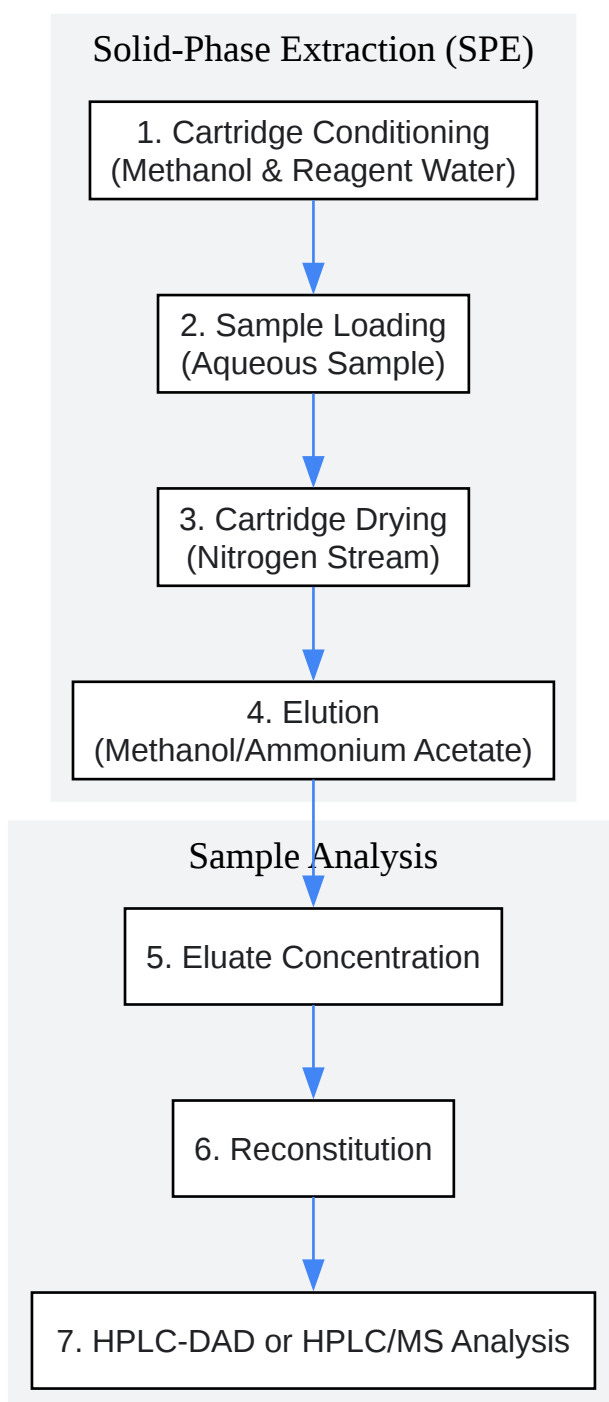 Solid-Phase Extraction (SPE)
1. Cartridge Conditioning
(Methanol & Reagent Water)
2. Sample Loading
(Aqueous Sample)
3. Cartridge Drying
(Nitrogen Stream)
4. Elution
(Methanol/Ammonium Acetate)
Sample Analysis
5. Eluate Concentration
6. Reconstitution
7. HPLC-DAD or HPLC/MS Analysis